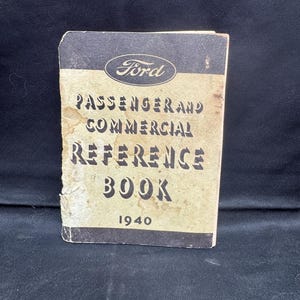 Ford
PASSENGER AND
COMMERCIAL
REFERENCE
BOOK
1940